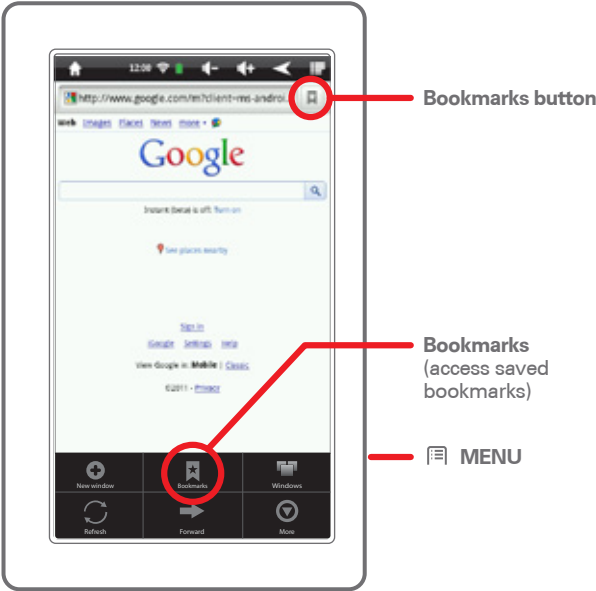 12:00
http://www.google.com/m?client=ms-androi..
Bookmarks button
Web Images Places News more
Google
Instant (beta) is off: Turn on
See places nearby
Sign in
Google Settings Help
Bookmarks
(access saved
bookmarks)
View Google in: Mobile | Classic
©2011 - Privacy
MENU
New window
Bookmarks
Windows
Refresh
Forward
More